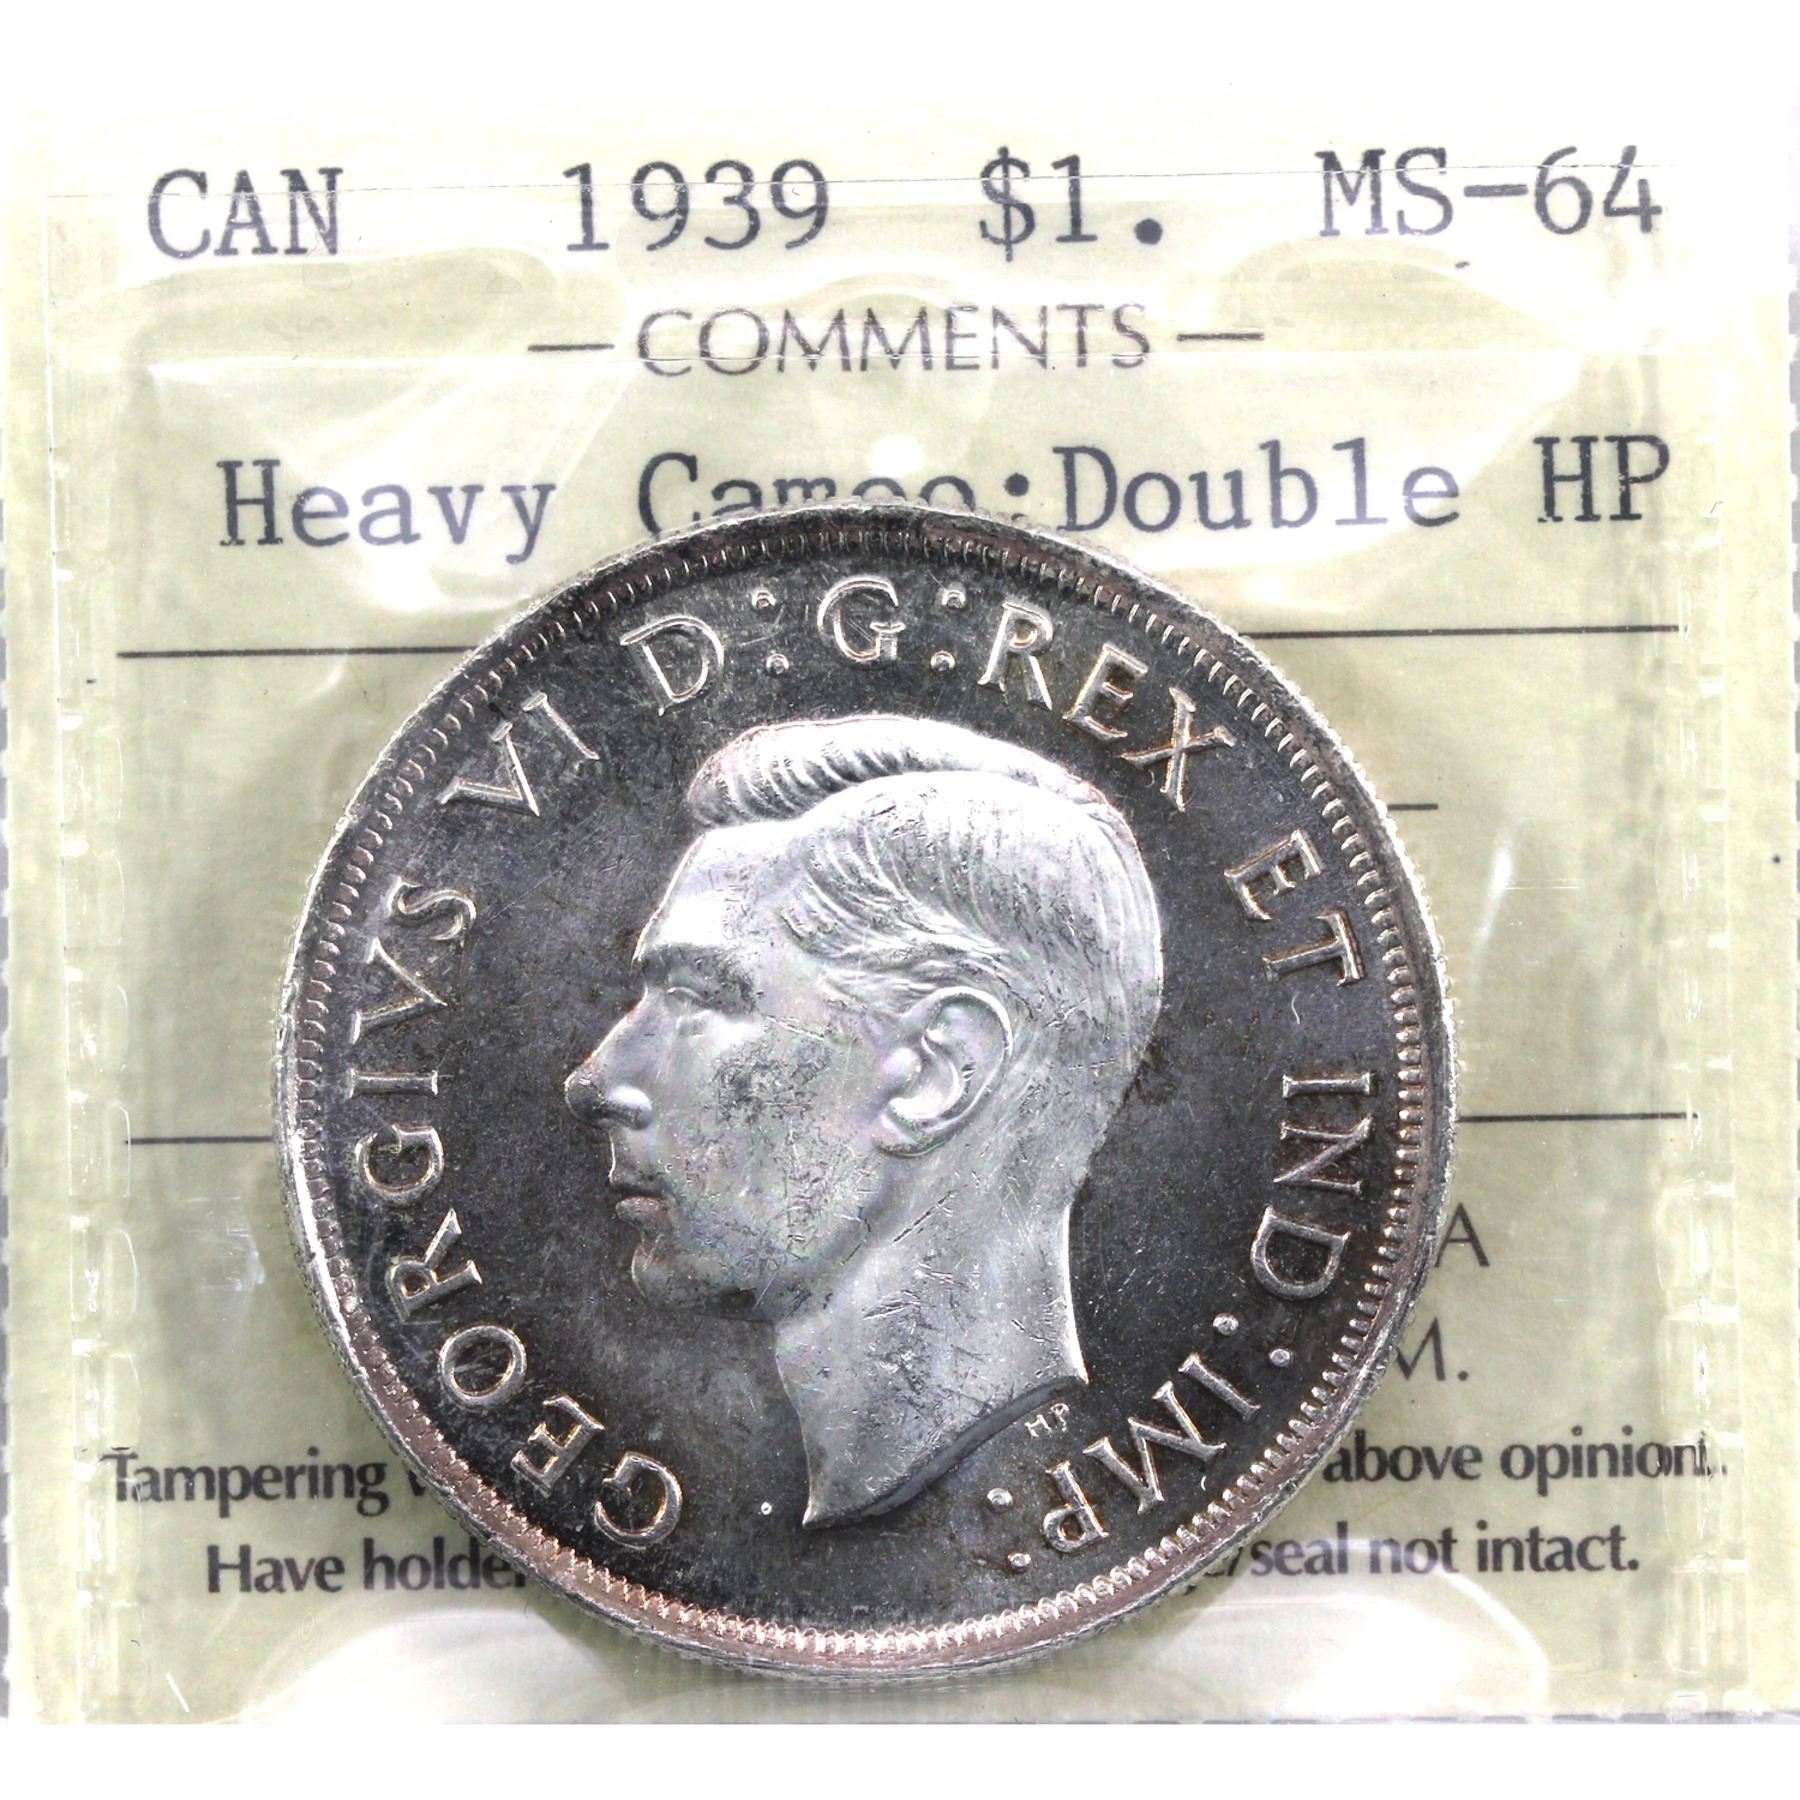 CAN 1939 $1. MS-64
— COMMENTS —
Heavy Cameo:Double HP
GEORGIVS VI D:G:REX ET IND:IMP:
HP
A
M.
Tampering above opinion.
Have holder /seal not intact.